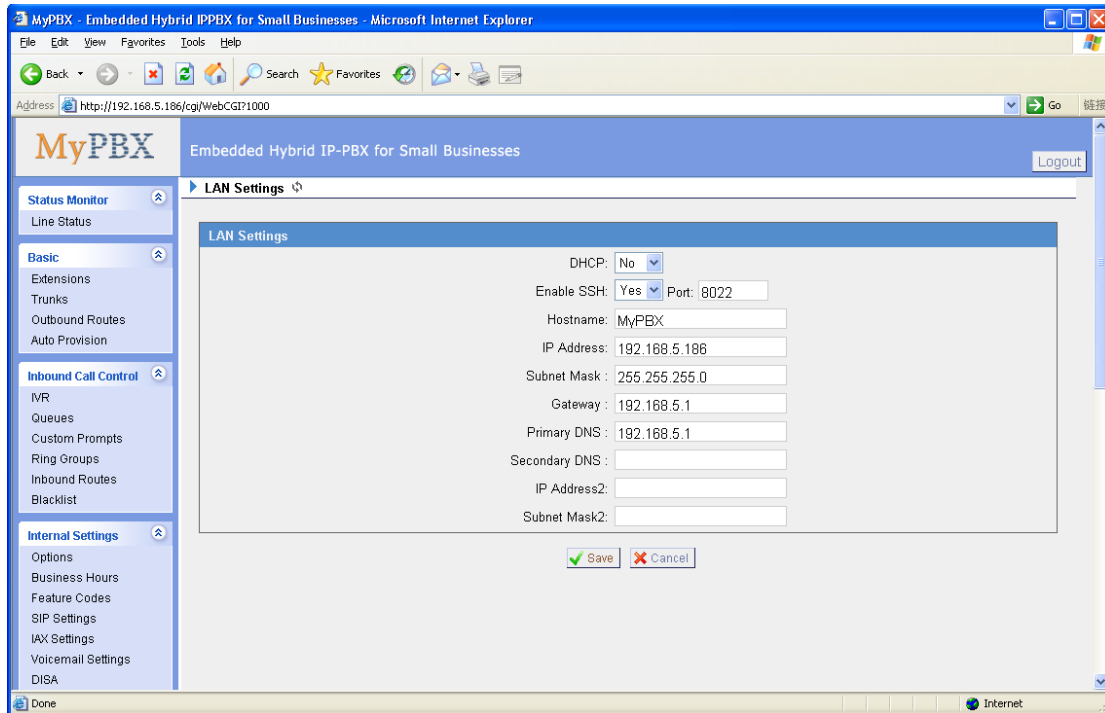 MyPBX - Embedded Hybrid IPPBX for Small Businesses - Microsoft Internet Explorer
File Edit View Favorites Tools Help
Back Search Favorites
Address http://192.168.5.186/cgi/WebCGI?1000 Go 链接
MyPBX
Embedded Hybrid IP-PBX for Small Businesses
Logout
Status Monitor
Line Status
Basic
Extensions
Trunks
Outbound Routes
Auto Provision
Inbound Call Control
IVR
Queues
Custom Prompts
Ring Groups
Inbound Routes
Blacklist
Internal Settings
Options
Business Hours
Feature Codes
SIP Settings
IAX Settings
Voicemail Settings
DISA
LAN Settings
LAN Settings
DHCP: No
Enable SSH: Yes Port: 8022
Hostname: MyPBX
IP Address: 192.168.5.186
Subnet Mask : 255.255.255.0
Gateway : 192.168.5.1
Primary DNS : 192.168.5.1
Secondary DNS :
IP Address2:
Subnet Mask2:
Save Cancel
Done Internet